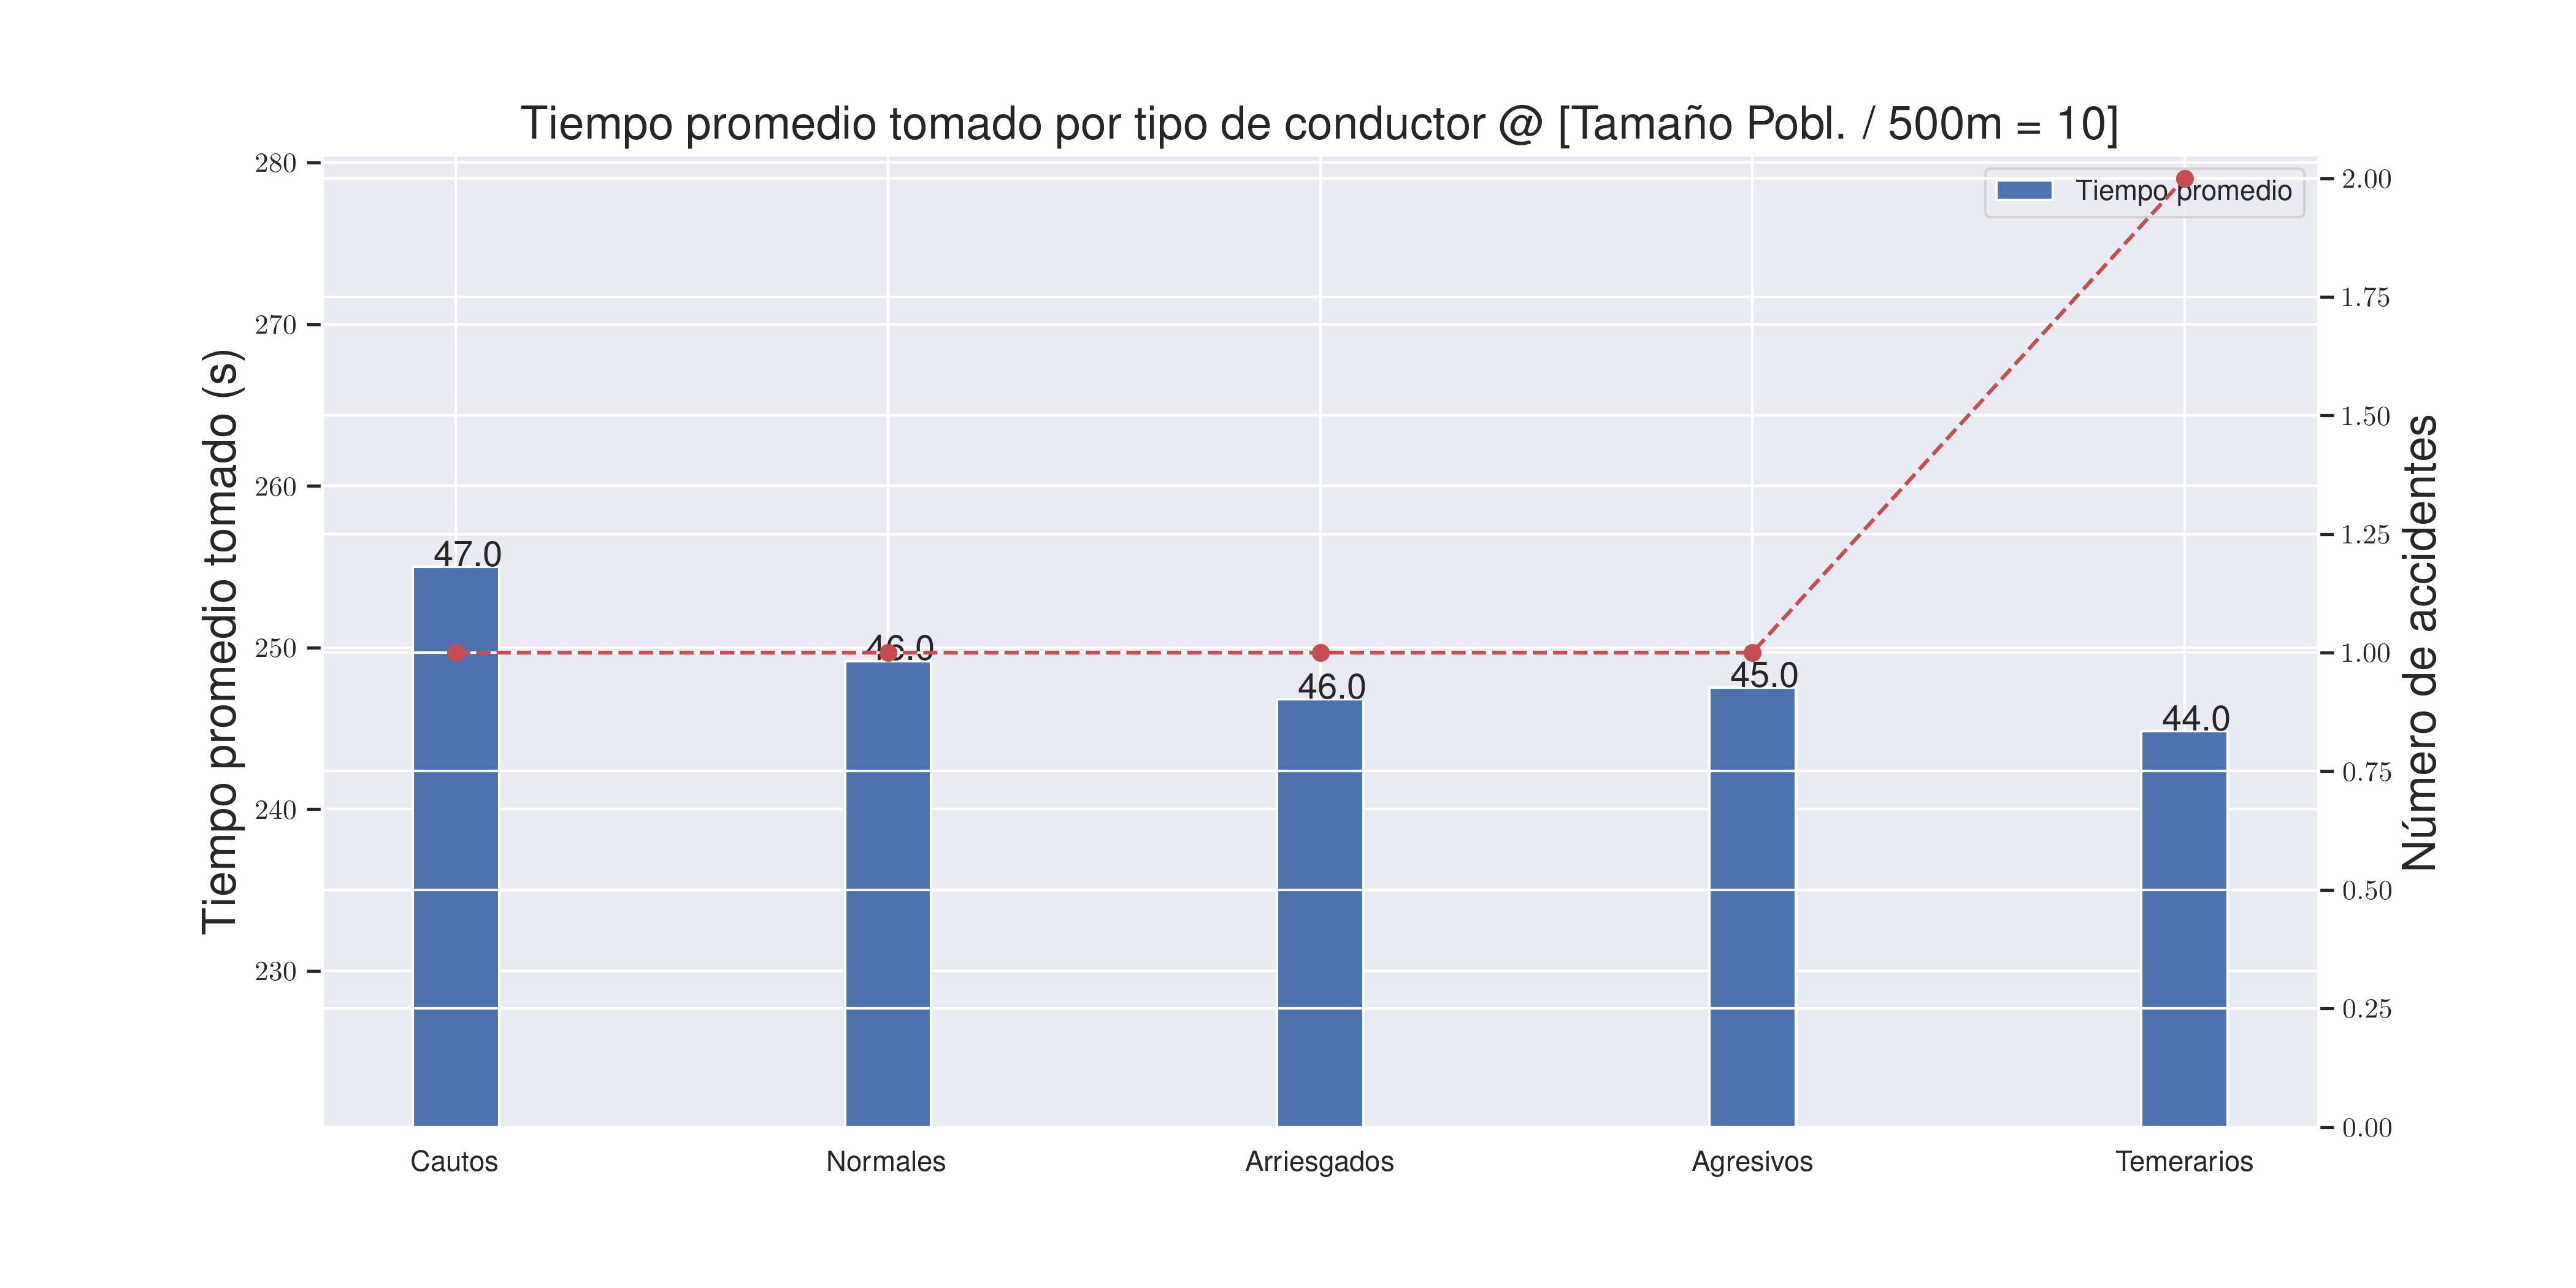 Tiempo promedio tomado por tipo de conductor @ [Tamaño Pobl. / 500m = 10]
Tiempo promedio
Tiempo promedio tomado (s)
280
270
260
250
240
230
Número de accidentes
2.00
1.75
1.50
1.25
1.00
0.75
0.50
0.25
0.00
47.0
46.0
46.0
45.0
44.0
Cautos
Normales
Arriesgados
Agresivos
Temerarios